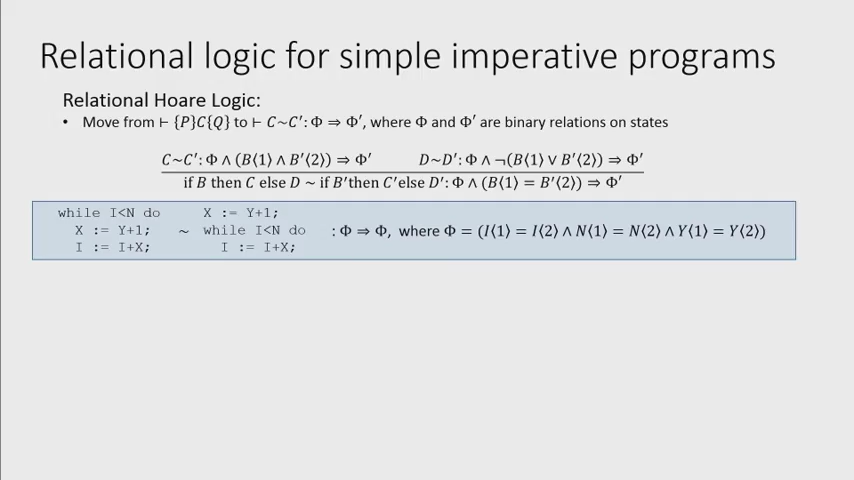 Relational logic for simple imperative programs
Relational Hoare Logic:
• Move from ⊢ {P}C{Q} to ⊢ C~C′: Φ ⇒ Φ′, where Φ and Φ′ are binary relations on states
C~C′: Φ ∧ (B⟨1⟩ ∧ B′⟨2⟩) ⇒ Φ′ D~D′: Φ ∧ ¬(B⟨1⟩ ∨ B′⟨2⟩) ⇒ Φ′
if B then C else D ~ if B′then C′else D′: Φ ∧ (B⟨1⟩ = B′⟨2⟩) ⇒ Φ′
while I<N do X := Y+1;
X := Y+1; ~ while I<N do : Φ ⇒ Φ, where Φ = (I⟨1⟩ = I⟨2⟩ ∧ N⟨1⟩ = N⟨2⟩ ∧ Y⟨1⟩ = Y⟨2⟩)
I := I+X; I := I+X;